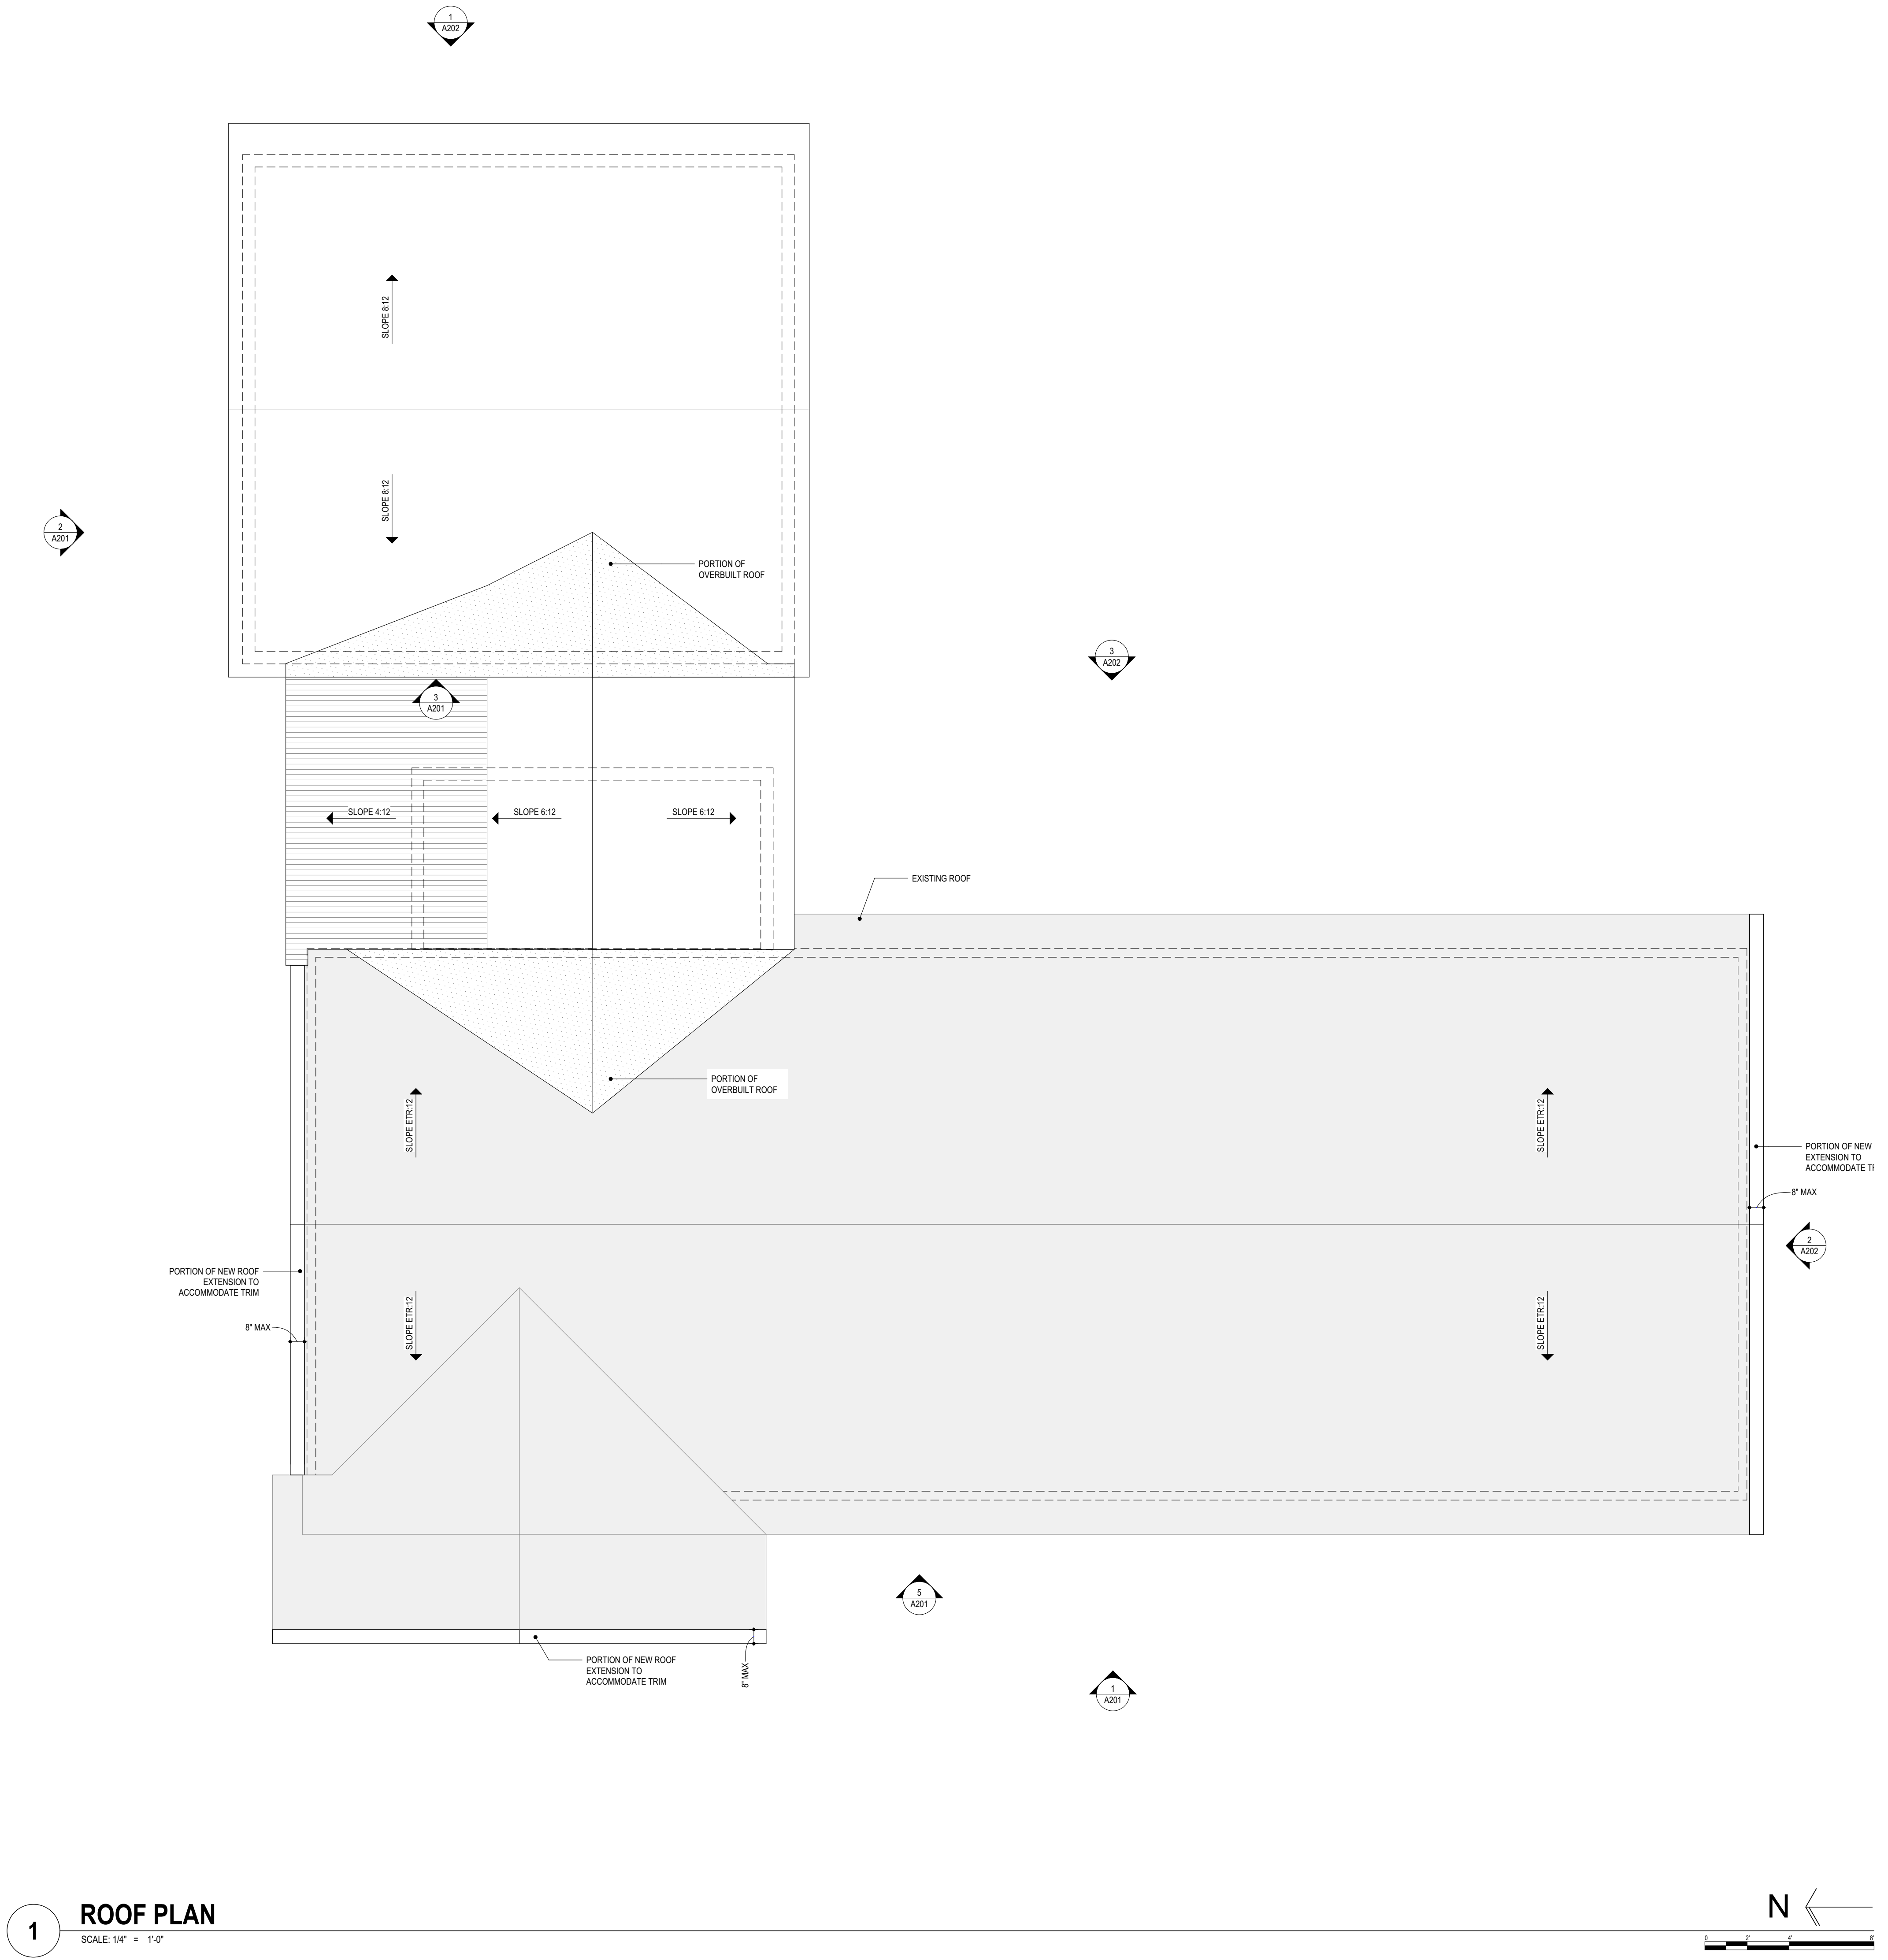 1
A202
SLOPE 8:12
SLOPE 8:12
2
A201
PORTION OF
OVERBUILT ROOF
3
A202
3
A201
SLOPE 4:12
SLOPE 6:12
SLOPE 6:12
EXISTING ROOF
PORTION OF
OVERBUILT ROOF
SLOPE ETR:12
SLOPE ETR:12
PORTION OF NEW
EXTENSION TO
ACCOMMODATE
8" MAX
2
A202
PORTION OF NEW ROOF
EXTENSION TO
ACCOMMODATE TRIM
8" MAX
SLOPE ETR:12
SLOPE ETR:12
5
A201
PORTION OF NEW ROOF
EXTENSION TO
ACCOMMODATE TRIM
8" MAX
1
A201
1
ROOF PLAN
SCALE: 1/4" = 1'-0"
N
0 2' 4' 8'